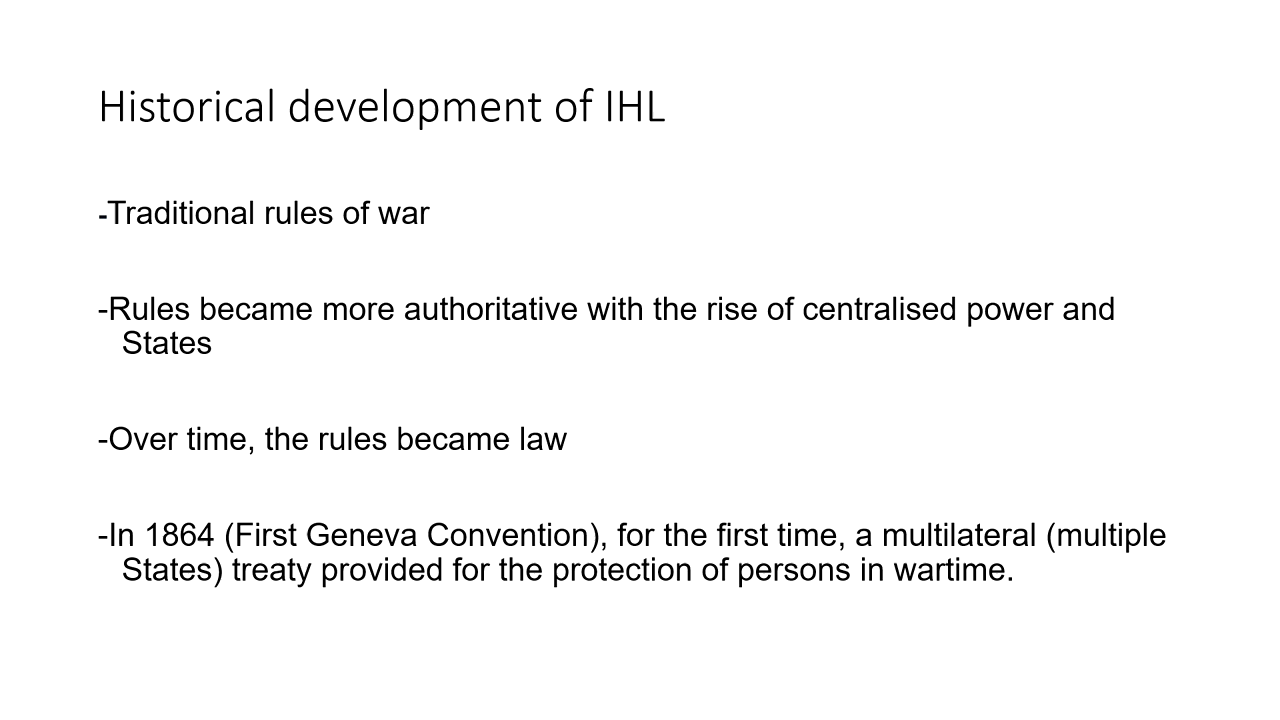 Historical development of IHL
-Traditional rules of war
-Rules became more authoritative with the rise of centralised power and
States
-Over time, the rules became law
-In 1864 (First Geneva Convention), for the first time, a multilateral (multiple
States) treaty provided for the protection of persons in wartime.